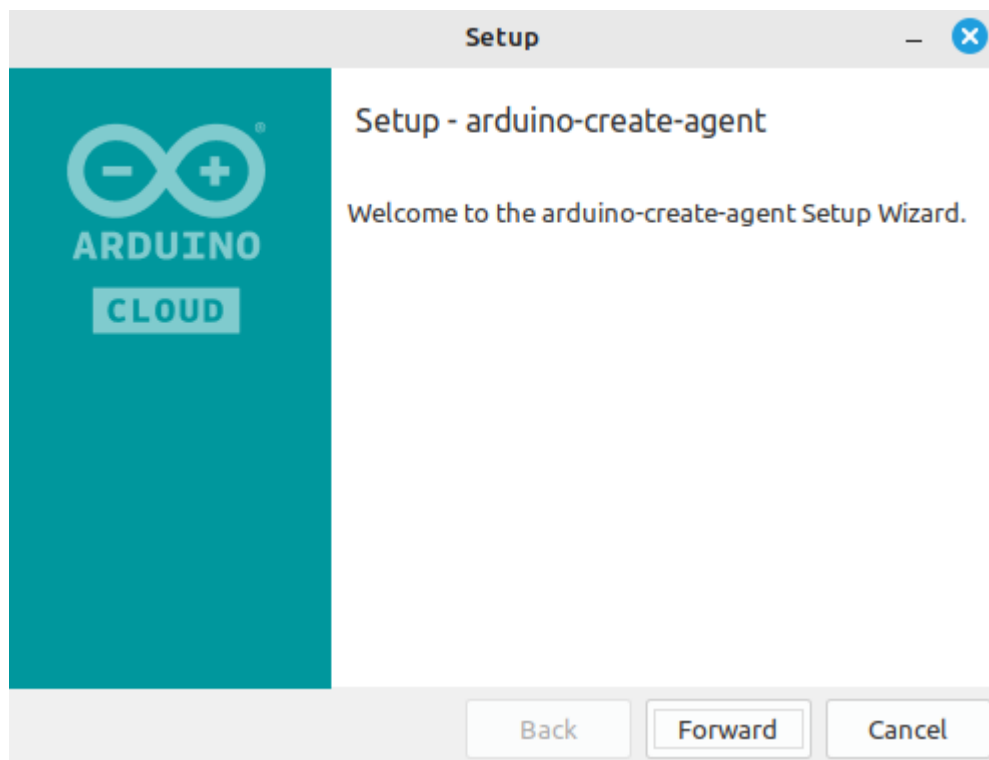 Setup
Setup - arduino-create-agent
Welcome to the arduino-create-agent Setup Wizard.
ARDUINO
CLOUD
Back
Forward
Cancel